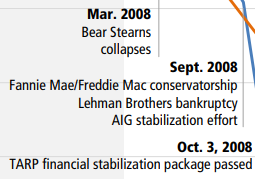 Mar. 2008
Bear Stearns
collapses
Sept. 2008
Fannie Mae/Freddie Mac conservatorship
Lehman Brothers bankruptcy
AIG stabilization effort
Oct. 3, 2008
TARP financial stabilization package passed